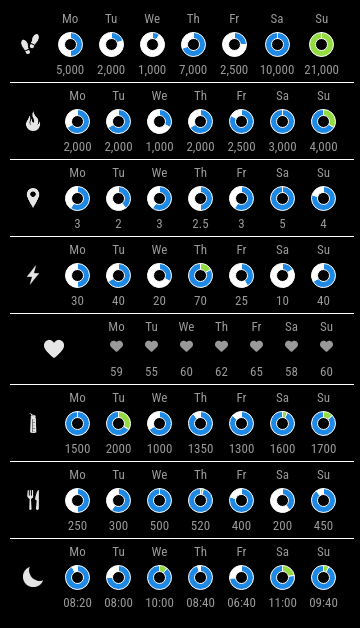 Mo Tu We Th Fr Sa Su
5,000 2,000 1,000 7,000 2,500 10,000 21,000
Mo Tu We Th Fr Sa Su
2,000 2,000 1,000 2,000 2,500 3,000 4,000
Mo Tu We Th Fr Sa Su
3 2 3 2.5 3 5 4
Mo Tu We Th Fr Sa Su
30 40 20 70 25 10 40
Mo Tu We Th Fr Sa Su
59 55 60 62 65 58 60
Mo Tu We Th Fr Sa Su
1500 2000 1000 1350 1300 1600 1700
Mo Tu We Th Fr Sa Su
250 300 500 520 400 200 450
Mo Tu We Th Fr Sa Su
08:20 08:00 10:00 08:40 06:40 11:00 09:40